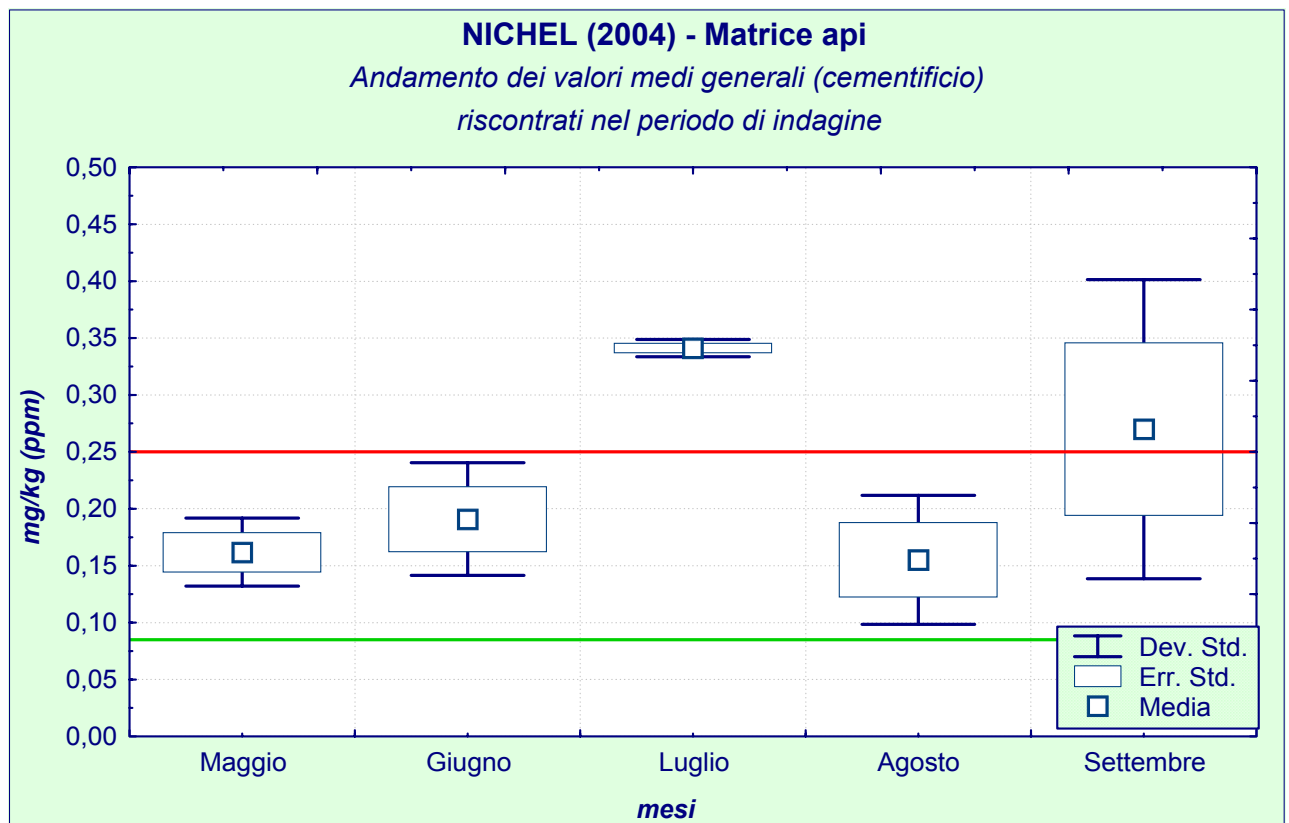 NICHEL (2004) - Matrice api
Andamento dei valori medi generali (cementificio)
riscontrati nel periodo di indagine
mg/kg (ppm)
0,50
0,45
0,40
0,35
0,30
0,25
0,20
0,15
0,10
0,05
0,00
Dev. Std.
Err. Std.
Media
Maggio Giugno Luglio Agosto Settembre
mesi